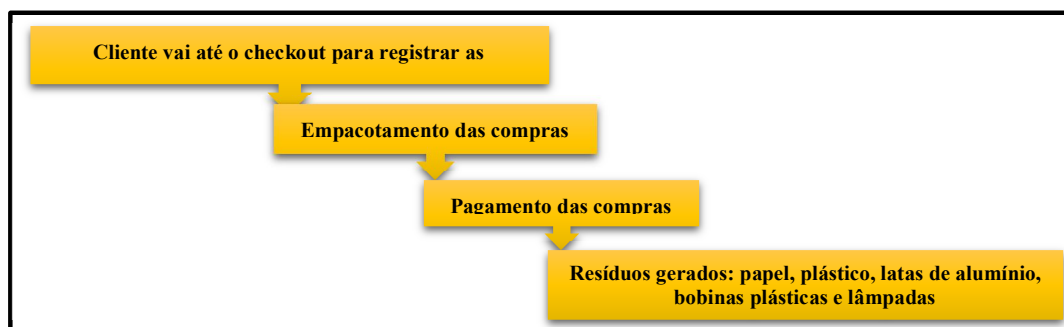 Cliente vai até o checkout para registrar as
Empacotamento das compras
Pagamento das compras
Resíduos gerados: papel, plástico, latas de alumínio,
bobinas plásticas e lâmpadas